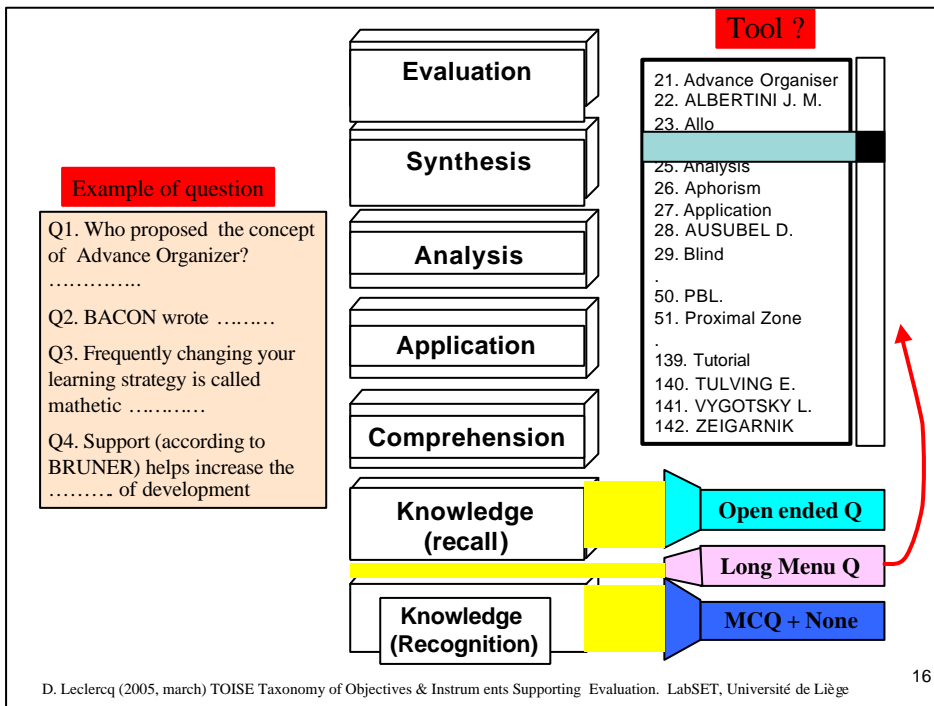 Tool ?
Evaluation
Synthesis
Analysis
Application
Comprehension
Knowledge
(recall)
Knowledge
(Recognition)
Example of question
Q1. Who proposed the concept
of Advance Organizer?
…………..
Q2. BACON wrote ………
Q3. Frequently changing your
learning strategy is called
mathetic …………
Q4. Support (according to
BRUNER) helps increase the
………. of development
21. Advance Organiser
22. ALBERTINI J. M.
23. Allo
25. Analysis
26. Aphorism
27. Application
28. AUSUBEL D.
29. Blind
.
50. PBL.
51. Proximal Zone
.
139. Tutorial
140. TULVING E.
141. VYGOTSKY L.
142. ZEIGARNIK
Open ended Q
Long Menu Q
MCQ + None
D. Leclercq (2005, march) TOISE Taxonomy of Objectives & Instrum ents Supporting Evaluation. LabSET, Université de Liège
16